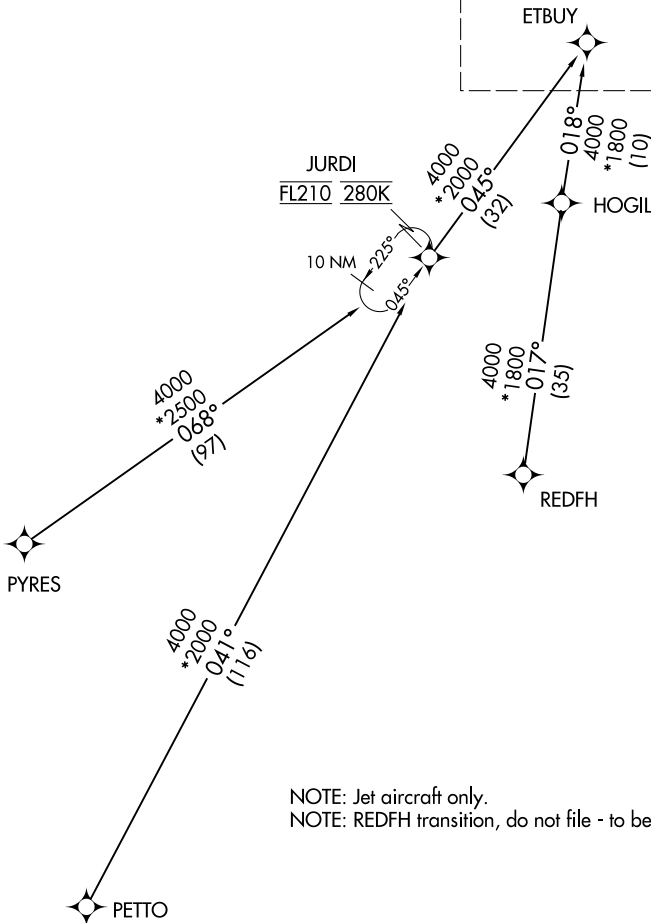 ETBUY
018°
4000
*1800
(10)
JURDI
FL210 280K
4000
*2000
045°
(32)
HOGIL
10 NM
225°
045°
4000
*1800
017°
(35)
4000
*2500
068°
(97)
REDFH
PYRES
4000
*2000
041°
(116)
NOTE: Jet aircraft only.
NOTE: REDFH transition, do not file - to be
PETTO